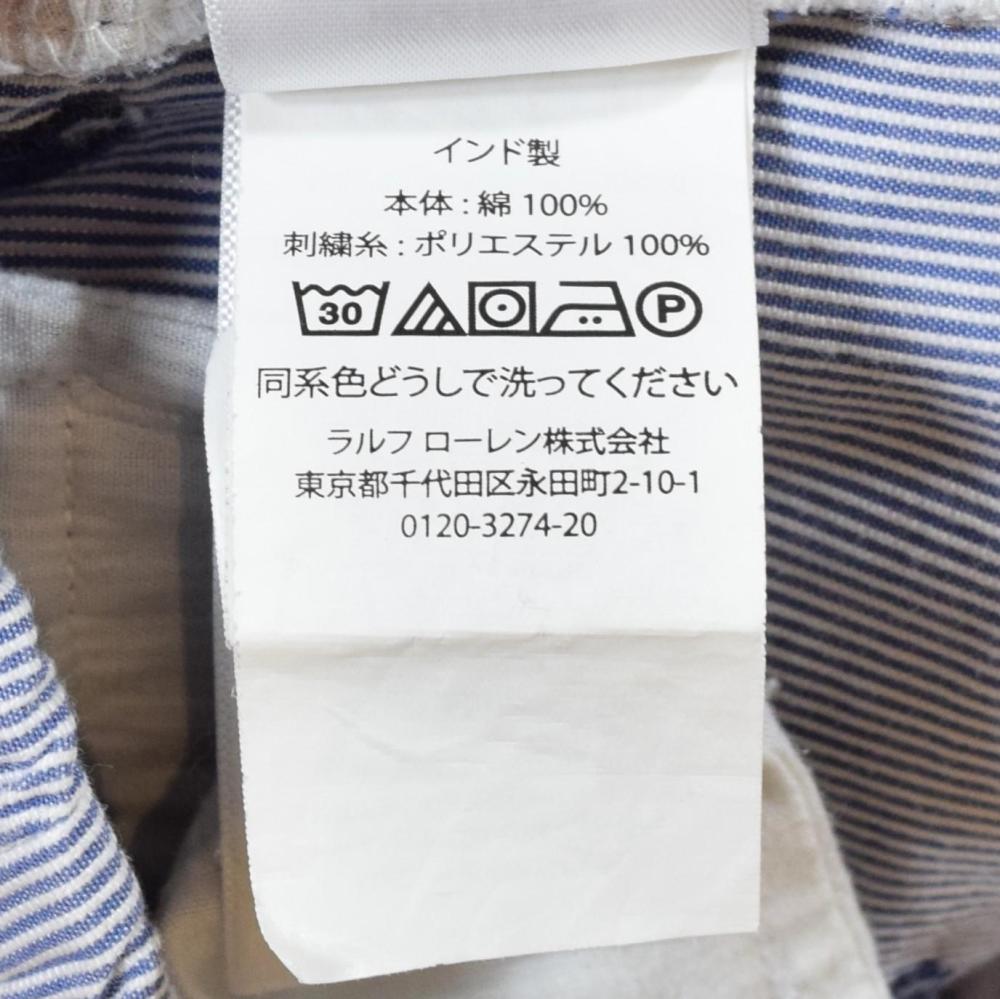 インド製
本体 : 綿 100%
刺繍糸 : ポリエステル 100%
30 P
同系色どうしで洗ってください
ラルフ ローレン株式会社
東京都千代田区永田町2-10-1
0120-3274-20